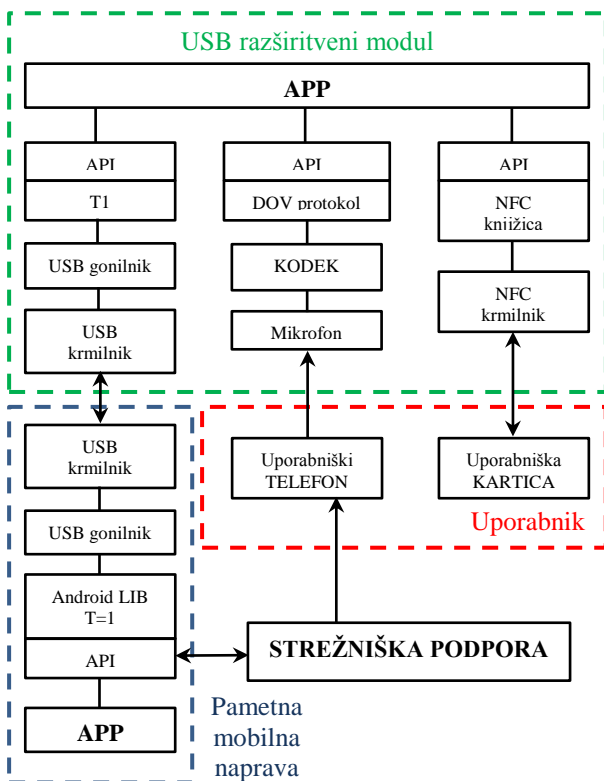 USB razširitveni modul
APP
API
T1
USB gonilnik
USB
krmilnik
API
DOV protokol
KODEK
Mikrofon
API
NFC
knjižica
NFC
krmilnik
USB
krmilnik
USB gonilnik
Android LIB
T=1
API
APP
Pametna
mobilna
naprava
Uporabniški
TELEFON
Uporabniška
KARTICA
Uporabnik
STREŽNIŠKA PODPORA